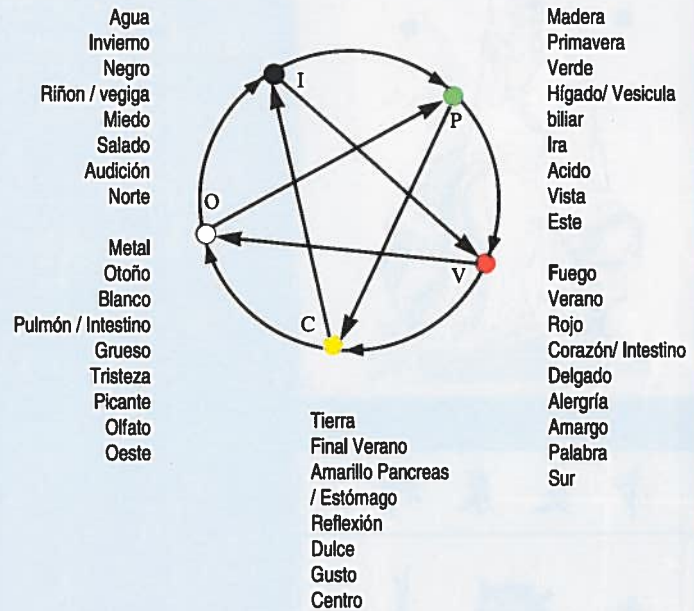 Agua
Invierno
Negro
Riñon / vegiga
Miedo
Salado
Audición
Norte
Metal
Otoño
Blanco
Pulmón / Intestino
Grueso
Tristeza
Picante
Olfato
Oeste
I
P
O
V
C
Tierra
Final Verano
Amarillo Pancreas
/ Estómago
Reflexión
Dulce
Gusto
Centro
Madera
Primavera
Verde
Hígado/ Vesicula
biliar
Ira
Acido
Vista
Este
Fuego
Verano
Rojo
Corazón/ Intestino
Delgado
Alergría
Amargo
Palabra
Sur